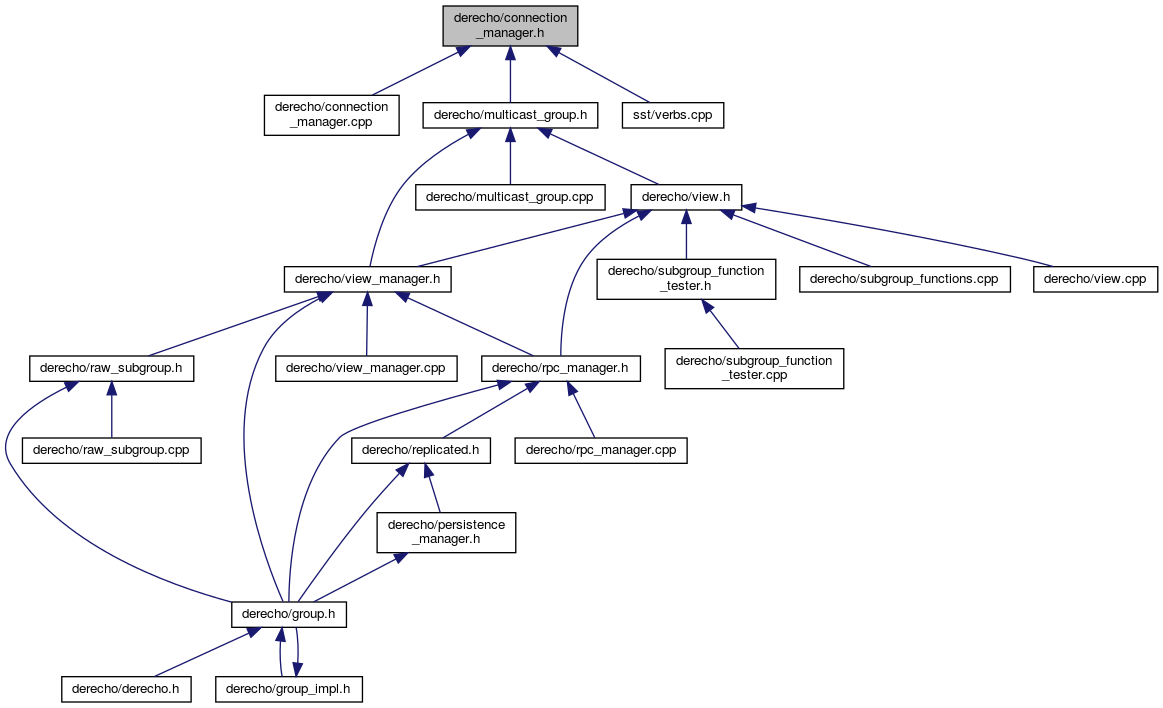 derecho/connection
_manager.h
derecho/connection
_manager.cpp
derecho/multicast_group.h
sst/verbs.cpp
derecho/multicast_group.cpp
derecho/view.h
derecho/view_manager.h
derecho/subgroup_function
_tester.h
derecho/subgroup_functions.cpp
derecho/view.cpp
derecho/raw_subgroup.h
derecho/view_manager.cpp
derecho/rpc_manager.h
derecho/subgroup_function
_tester.cpp
derecho/raw_subgroup.cpp
derecho/replicated.h
derecho/rpc_manager.cpp
derecho/persistence
_manager.h
derecho/group.h
derecho/derecho.h
derecho/group_impl.h